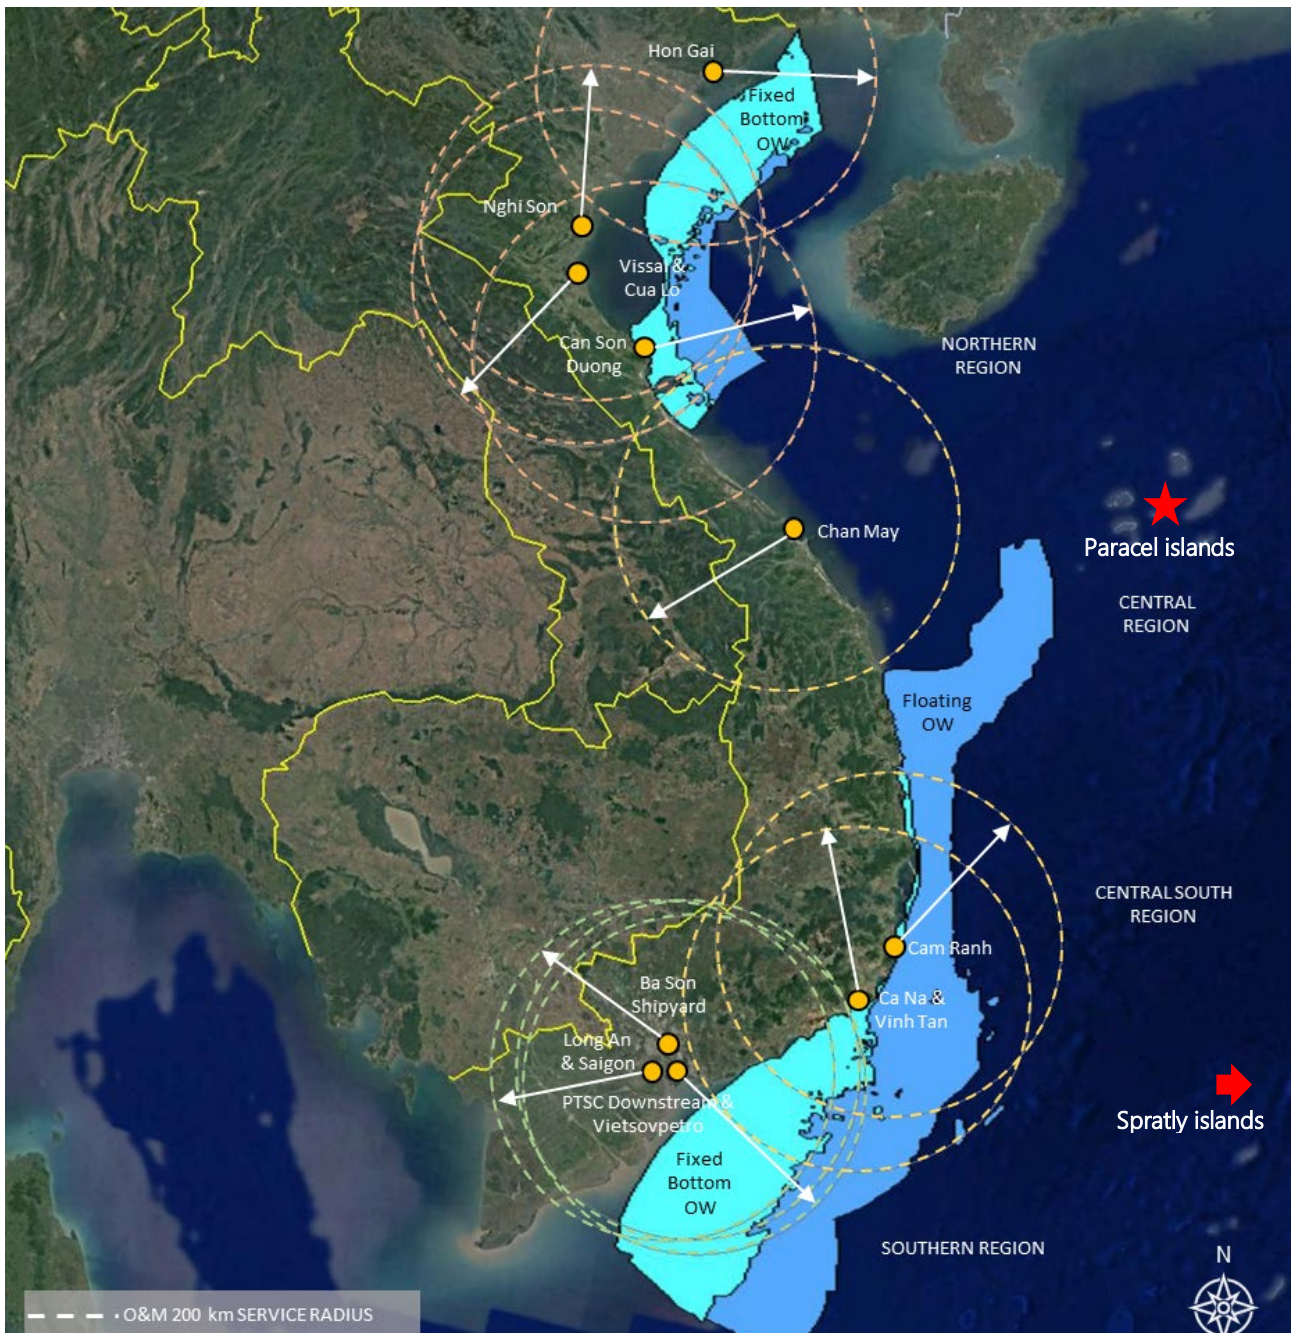 Hon Gai
Fixed
Bottom
OW
Nghi Son
Vissai &
Cua Lo
Can Son
Duong
NORTHERN
REGION
Chan May
Paracel islands
CENTRAL
REGION
Floating
OW
CENTRAL SOUTH
REGION
Cam Ranh
Ba Son
Shipyard
Ca Na &
Vinh Tan
Long An
& Saigon
PTSC Downstream &
Vietsovpetro
Spratly islands
Fixed
Bottom
OW
SOUTHERN REGION
N
O&M 200 km SERVICE RADIUS